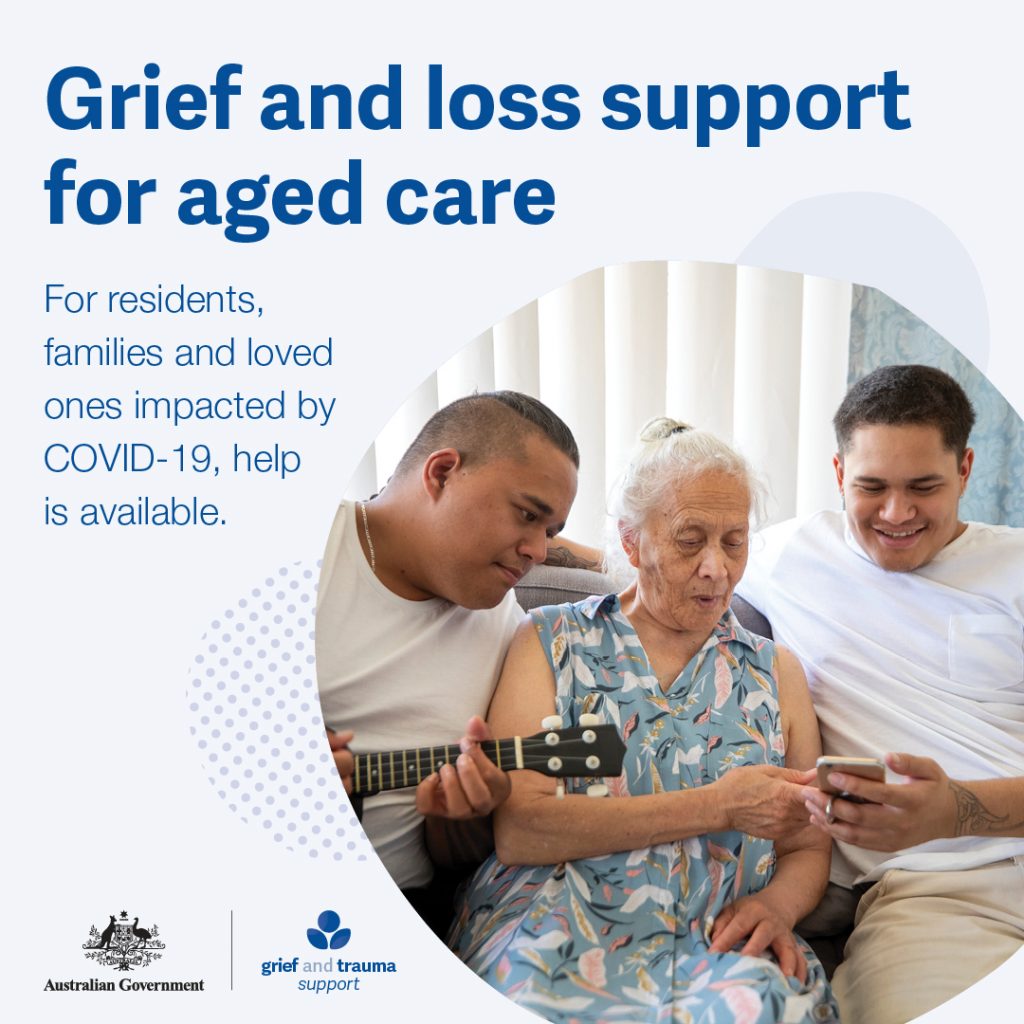 Grief and loss support
for aged care
For residents,
families and loved
ones impacted by
COVID-19, help
is available.
Australian Government
grief and trauma
support